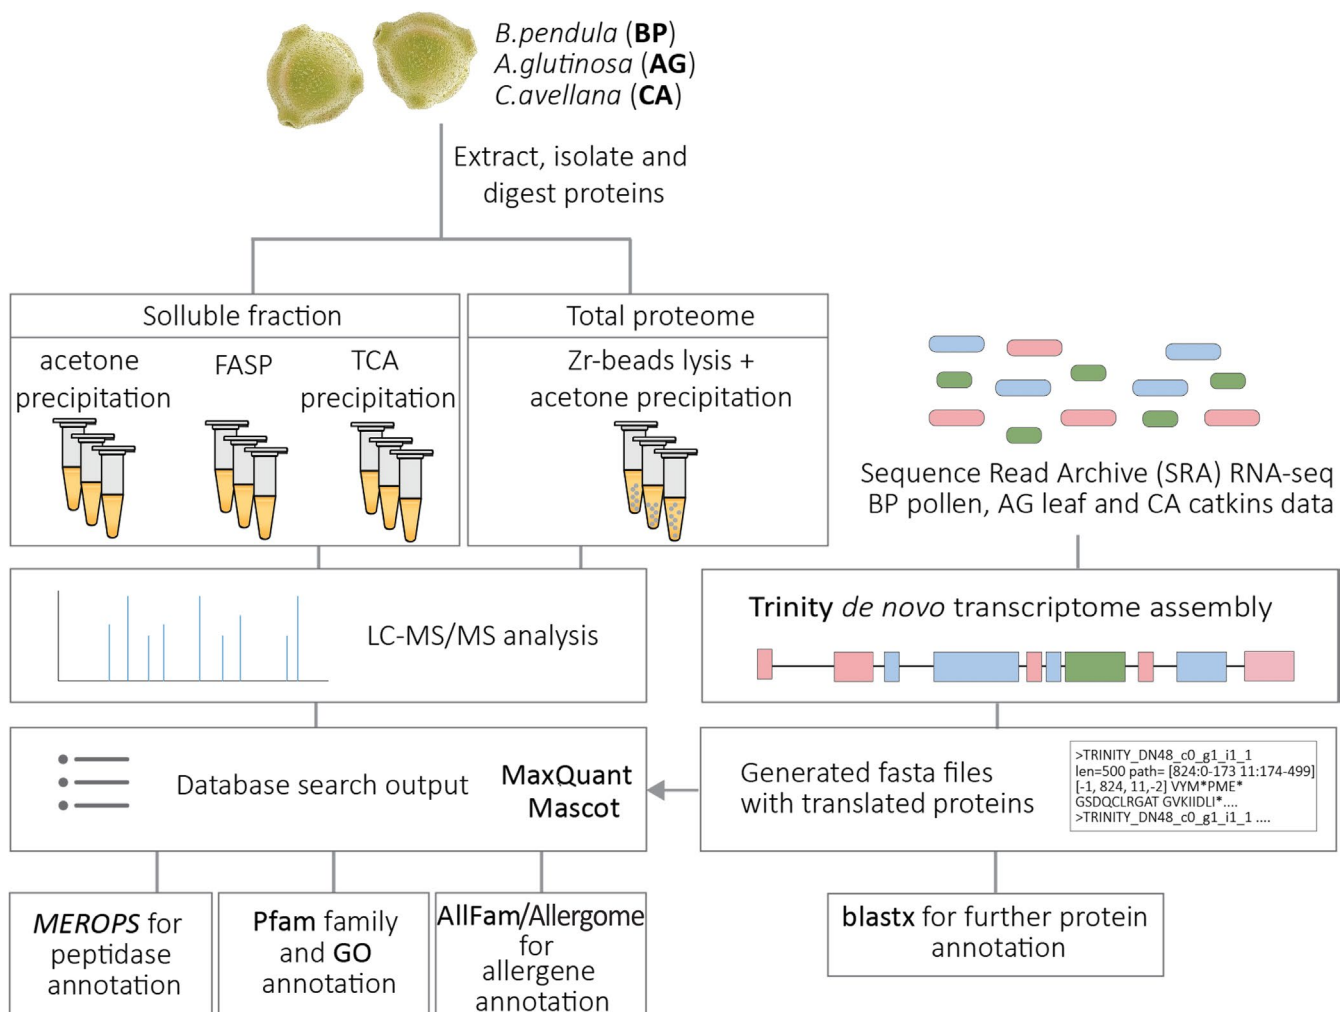 B.pendula (BP)
A.glutinosa (AG)
C.avellana (CA)
Extract, isolate and
digest proteins
Solluble fraction
acetone
precipitation
FASP
TCA
precipitation
Total proteome
Zr-beads lysis +
acetone precipitation
Sequence Read Archive (SRA) RNA-seq
BP pollen, AG leaf and CA catkins data
LC-MS/MS analysis
Trinity de novo transcriptome assembly
Database search output
MaxQuant
Mascot
Generated fasta files
with translated proteins
>TRINITY_DN48_c0_g1_i1_1
len=500 path= [824:0-173 11:174-499]
[-1, 824, 11,-2] VYM*PME*
GSDQCLRGAT GVKIIDLI*....
>TRINITY_DN48_c0_g1_i1_1 ....
MEROPS for
peptidase
annotation
Pfam family
and GO
annotation
AllFam/Allergome
for
allergene
annotation
blastx for further protein
annotation